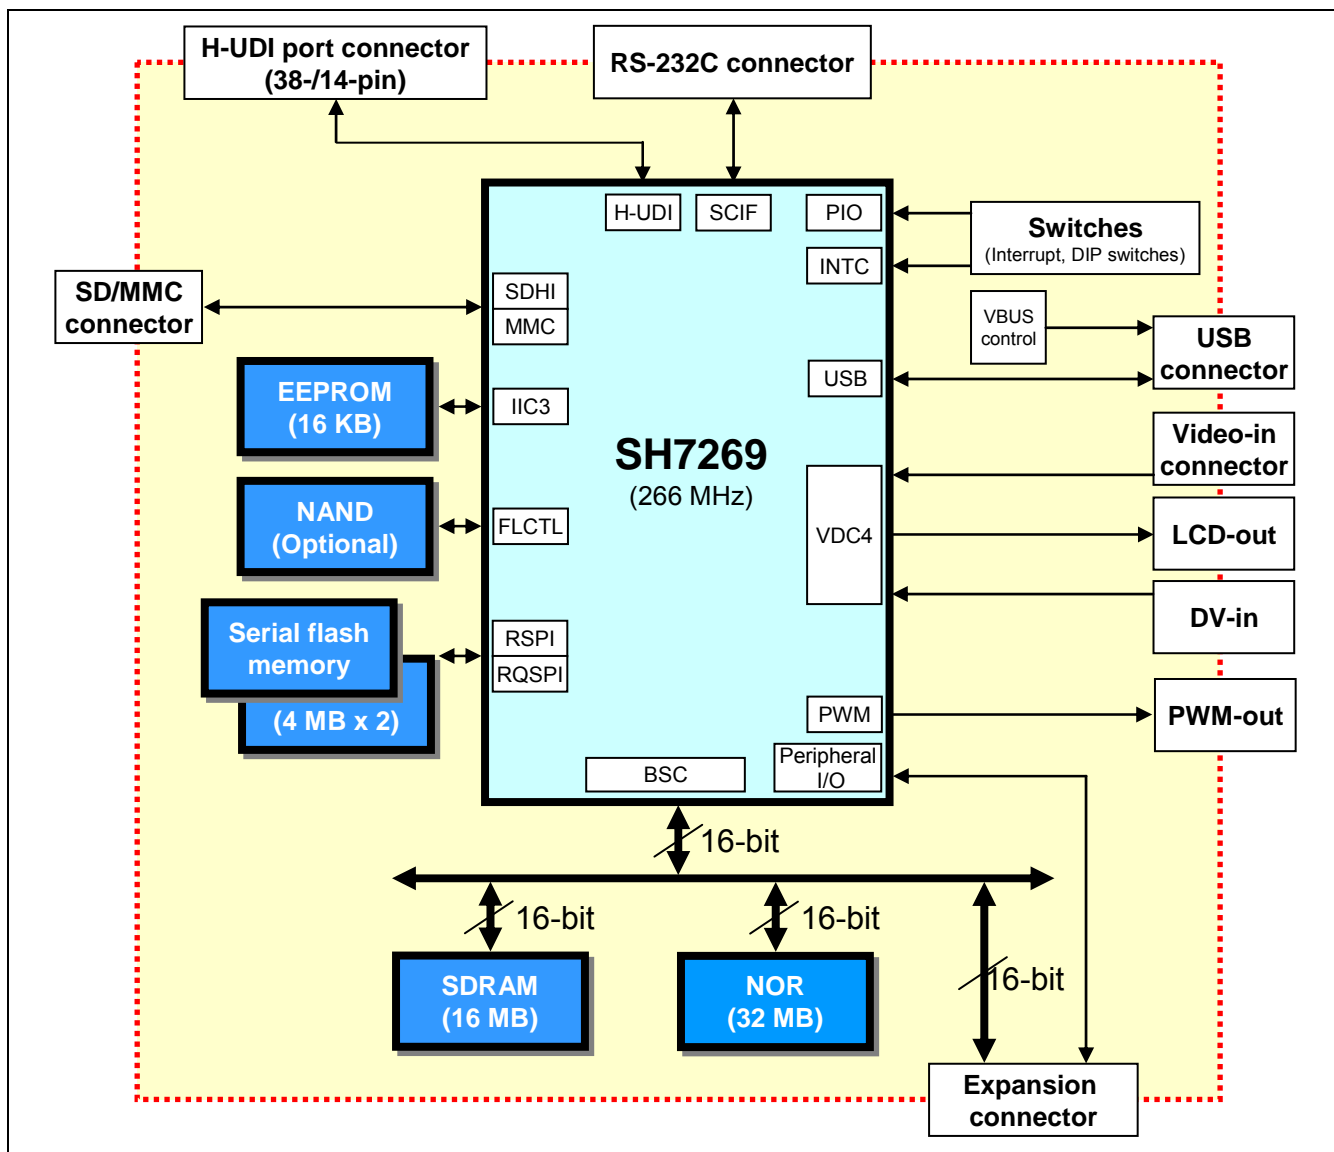 H-UDI port connector
(38-/14-pin)
RS-232C connector
H-UDI
SCIF
PIO
INTC
Switches
(Interrupt, DIP switches)
SD/MMC
connector
SDHI
MMC
VBUS
control
USB
connector
USB
EEPROM
(16 KB)
IIC3
SH7269
(266 MHz)
Video-in
connector
NAND
(Optional)
FLCTL
VDC4
LCD-out
DV-in
Serial flash
memory
(4 MB x 2)
RSPI
RQSPI
PWM
PWM-out
BSC
Peripheral
I/O
16-bit
16-bit
16-bit
16-bit
SDRAM
(16 MB)
NOR
(32 MB)
Expansion
connector